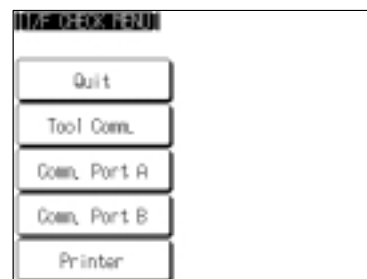 [I/F CHECK MENU]
Quit
Tool Comm.
Comm. Port A
Comm. Port B
Printer